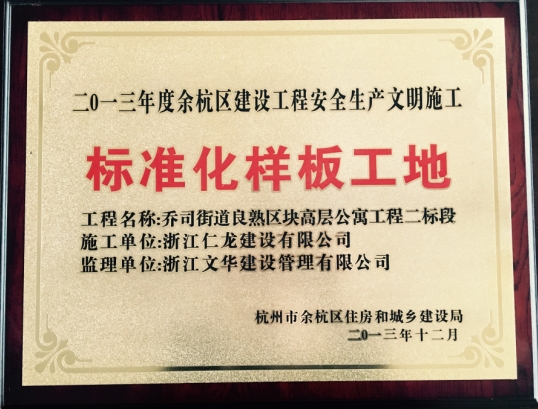 二0一三年度余杭区建设工程安全生产文明施工
标准化样板工地
工程名称:乔司街道良熟区块高层公寓工程二标段
施工单位:浙江仁龙建设有限公司
监理单位:浙江文华建设管理有限公司
杭州市余杭区住房和城乡建设局
二0一三年十二月